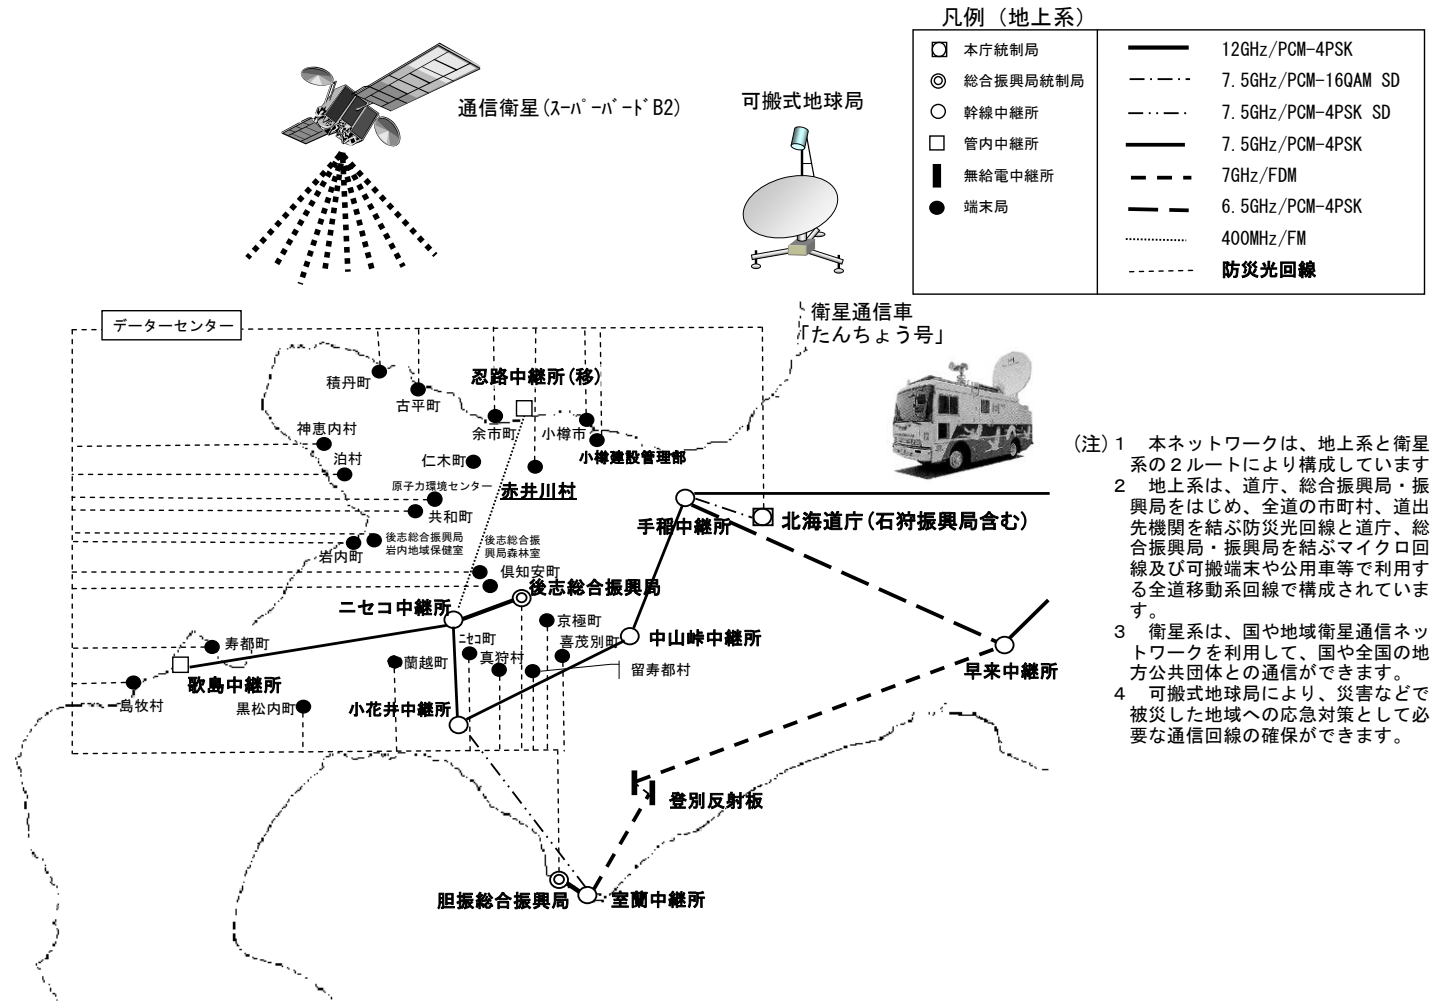 凡例（地上系）
本庁統制局
総合振興局統制局
幹線中継所
管内中継所
無給電中継所
端末局
12GHz/PCM-4PSK
7.5GHz/PCM-16QAM SD
7.5GHz/PCM-4PSK SD
7.5GHz/PCM-4PSK
7GHz/FDM
6.5GHz/PCM-4PSK
400MHz/FM
防災光回線
通信衛星(ｽｰﾊﾟｰﾊﾞｰﾄﾞB2)
可搬式地球局
衛星通信車
「たんちょう号」
データーセンター
積丹町
古平町
忍路中継所(移)
余市町
小樽市
小樽建設管理部
神恵内村
泊村
仁木町
原子力環境センター
赤井川村
共和町
岩内町
後志総合振興局
岩内地域保健室
後志総合振
興局森林室
倶知安町
後志総合振興局
手稲中継所
北海道庁(石狩振興局含む)
ニセコ中継所
京極町
喜茂別町
中山峠中継所
早来中継所
寿都町
歌島中継所
島牧村
黒松内町
蘭越町
ﾆｾｺ町
真狩村
留寿都村
小花井中継所
登別反射板
胆振総合振興局
室蘭中継所
(注)１　本ネットワークは、地上系と衛星
系の２ルートにより構成しています
２　地上系は、道庁、総合振興局・振
興局をはじめ、全道の市町村、道出
先機関を結ぶ防災光回線と道庁、総
合振興局・振興局を結ぶマイクロ回
線及び可搬端末や公用車等で利用す
る全道移動系回線で構成されていま
す。
３　衛星系は、国や地域衛星通信ネッ
トワークを利用して、国や全国の地
方公共団体との通信ができます。
４　可搬式地球局により、災害などで
被災した地域への応急対策として必
要な通信回線の確保ができます。